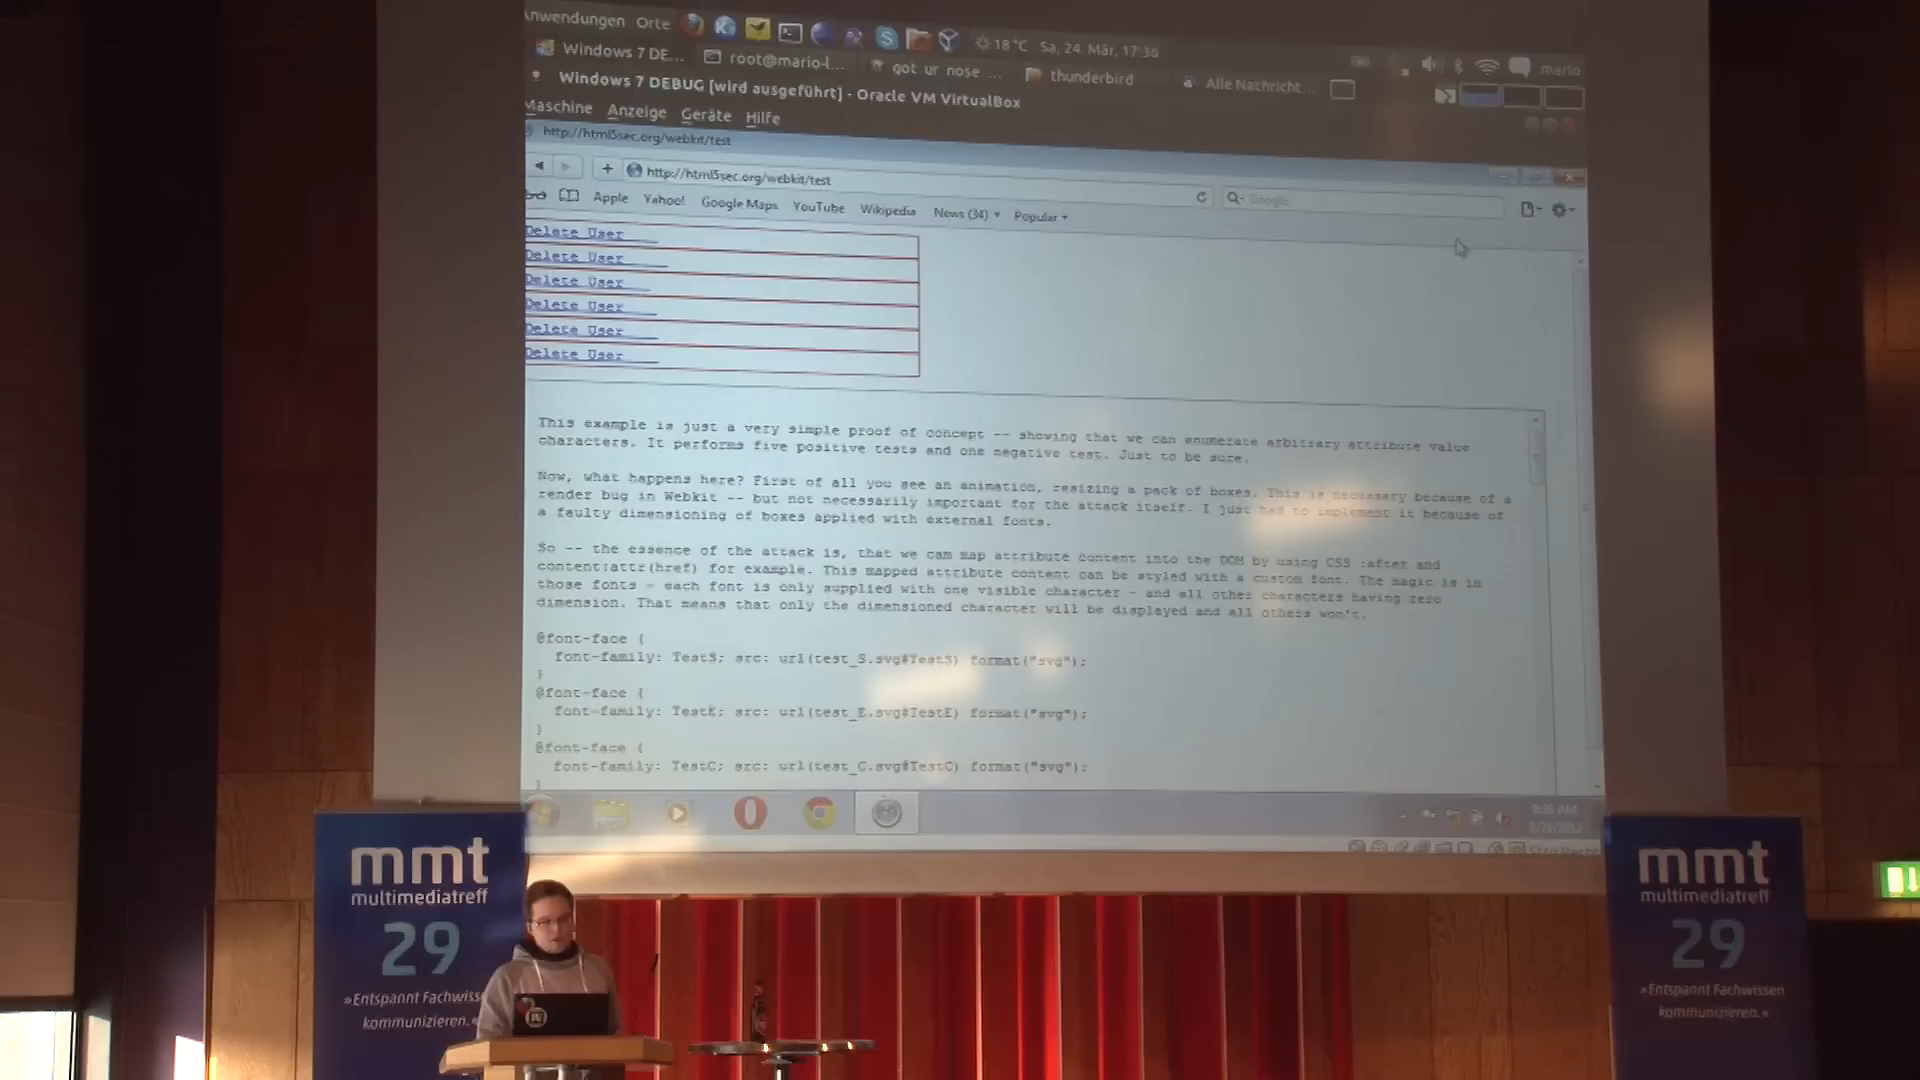 Anwendungen Orte 18 °C Sa, 24. Mär, 17:36 mario
Windows 7 DE... root@mario-l... got ur nose ... thunderbird Alle Nachricht...
Windows 7 DEBUG [wird ausgeführt] - Oracle VM VirtualBox
Maschine Anzeige Geräte Hilfe
http://html5sec.org/webkit/test
http://html5sec.org/webkit/test Google
Apple Yahoo! Google Maps YouTube Wikipedia News (34) Popular
Delete User
Delete User
Delete User
Delete User
Delete User
Delete User
This example is just a very simple proof of concept -- showing that we can enumerate arbitrary attribute value
characters. It performs five positive tests and one negative test. Just to be sure.
Now, what happens here? First of all you see an animation, resizing a pack of boxes. This is necessary because of a
render bug in Webkit -- but not necessarily important for the attack itself. I just had to implement it because of
a faulty dimensioning of boxes applied with external fonts.
So -- the essence of the attack is, that we can map attribute content into the DOM by using CSS :after and
content:attr(href) for example. This mapped attribute content can be styled with a custom font. The magic is in
those fonts - each font is only supplied with one visible character - and all other characters having zero
dimension. That means that only the dimensioned character will be displayed and all others won't.
@font-face {
font-family: TestS; src: url(test_S.svg#TestS) format("svg");
}
@font-face {
font-family: TestE; src: url(test_E.svg#TestE) format("svg");
}
@font-face {
font-family: TestC; src: url(test_C.svg#TestC) format("svg");
}
mmt
multimediatreff
29
»Entspannt Fachwiss
kommunizieren.«
mmt
multimediatreff
29
»Entspannt Fachwissen
kommunizieren.«